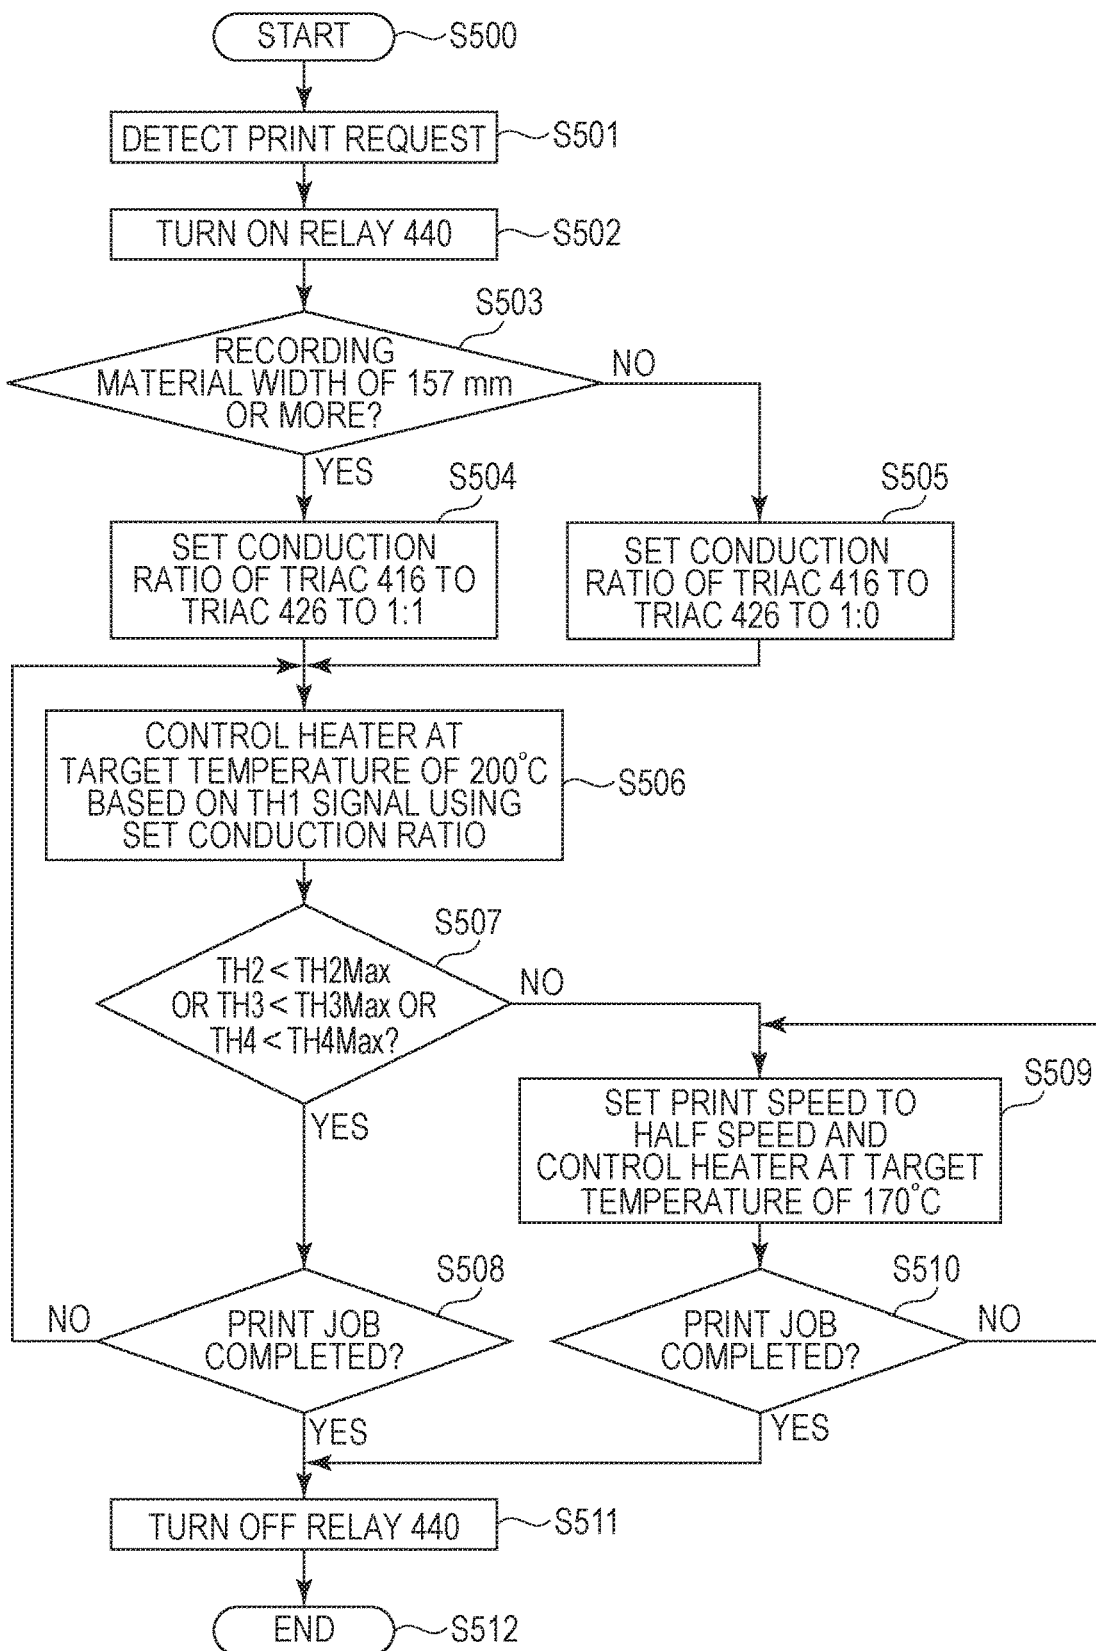 START
S500
DETECT PRINT REQUEST
S501
TURN ON RELAY 440
S502
S503
RECORDING
MATERIAL WIDTH OF 157 mm
OR MORE?
NO
YES
S504
SET CONDUCTION
RATIO OF TRIAC 416 TO
TRIAC 426 TO 1:1
S505
SET CONDUCTION
RATIO OF TRIAC 416 TO
TRIAC 426 TO 1:0
CONTROL HEATER AT
TARGET TEMPERATURE OF 200°C
BASED ON TH1 SIGNAL USING
SET CONDUCTION RATIO
S506
S507
TH2 < TH2Max
OR TH3 < TH3Max OR
TH4 < TH4Max?
NO
YES
S509
SET PRINT SPEED TO
HALF SPEED AND
CONTROL HEATER AT TARGET
TEMPERATURE OF 170°C
S508
PRINT JOB
COMPLETED?
NO
YES
S510
PRINT JOB
COMPLETED?
NO
YES
TURN OFF RELAY 440
S511
END
S512